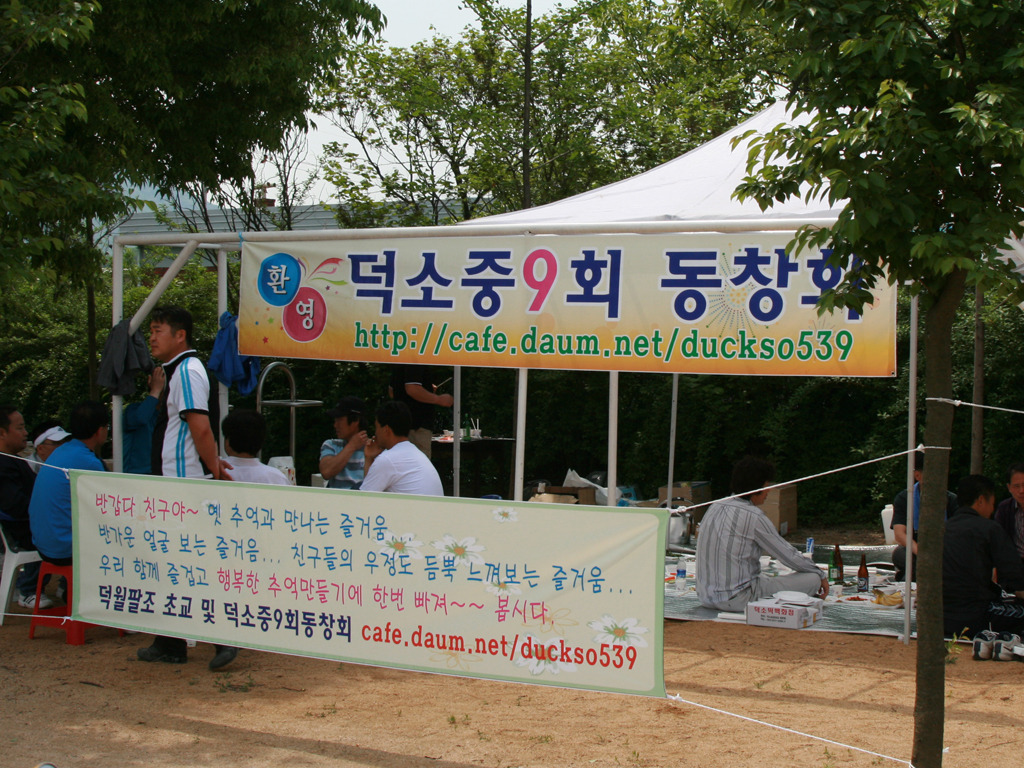 환영
덕소중9회 동창회
http://cafe.daum.net/duckso539
반갑다 친구야~ 옛 추억과 만나는 즐거움
반가운 얼굴 보는 즐거움... 친구들의 우정도 듬뿍 느껴보는 즐거움...
우리 함께 즐겁고 행복한 추억만들기에 한번 빠져~~ 봅시다.
덕월팔조 초교 및 덕소중9회동창회 cafe.daum.net/duckso539